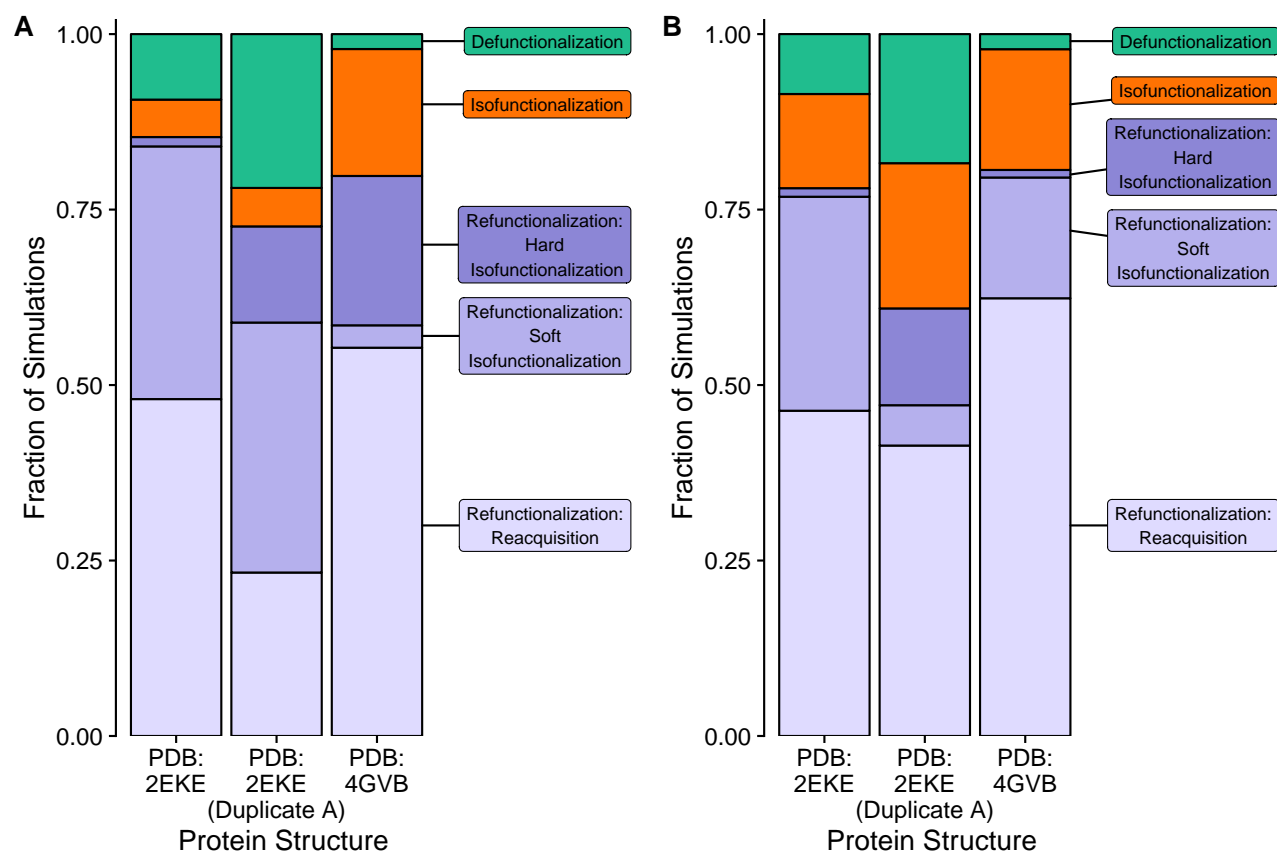 A
Fraction of Simulations
1.00
0.75
0.50
0.25
0.00
Defunctionalization
Isofunctionalization
Refunctionalization:
Hard
Isofunctionalization
Refunctionalization:
Soft
Isofunctionalization
Refunctionalization:
Reacquisition
PDB:
2EKE
PDB:
2EKE
(Duplicate A)
PDB:
4GVB
Protein Structure
B
Fraction of Simulations
1.00
0.75
0.50
0.25
0.00
Defunctionalization
Isofunctionalization
Refunctionalization:
Hard
Isofunctionalization
Refunctionalization:
Soft
Isofunctionalization
Refunctionalization:
Reacquisition
PDB:
2EKE
PDB:
2EKE
(Duplicate A)
PDB:
4GVB
Protein Structure